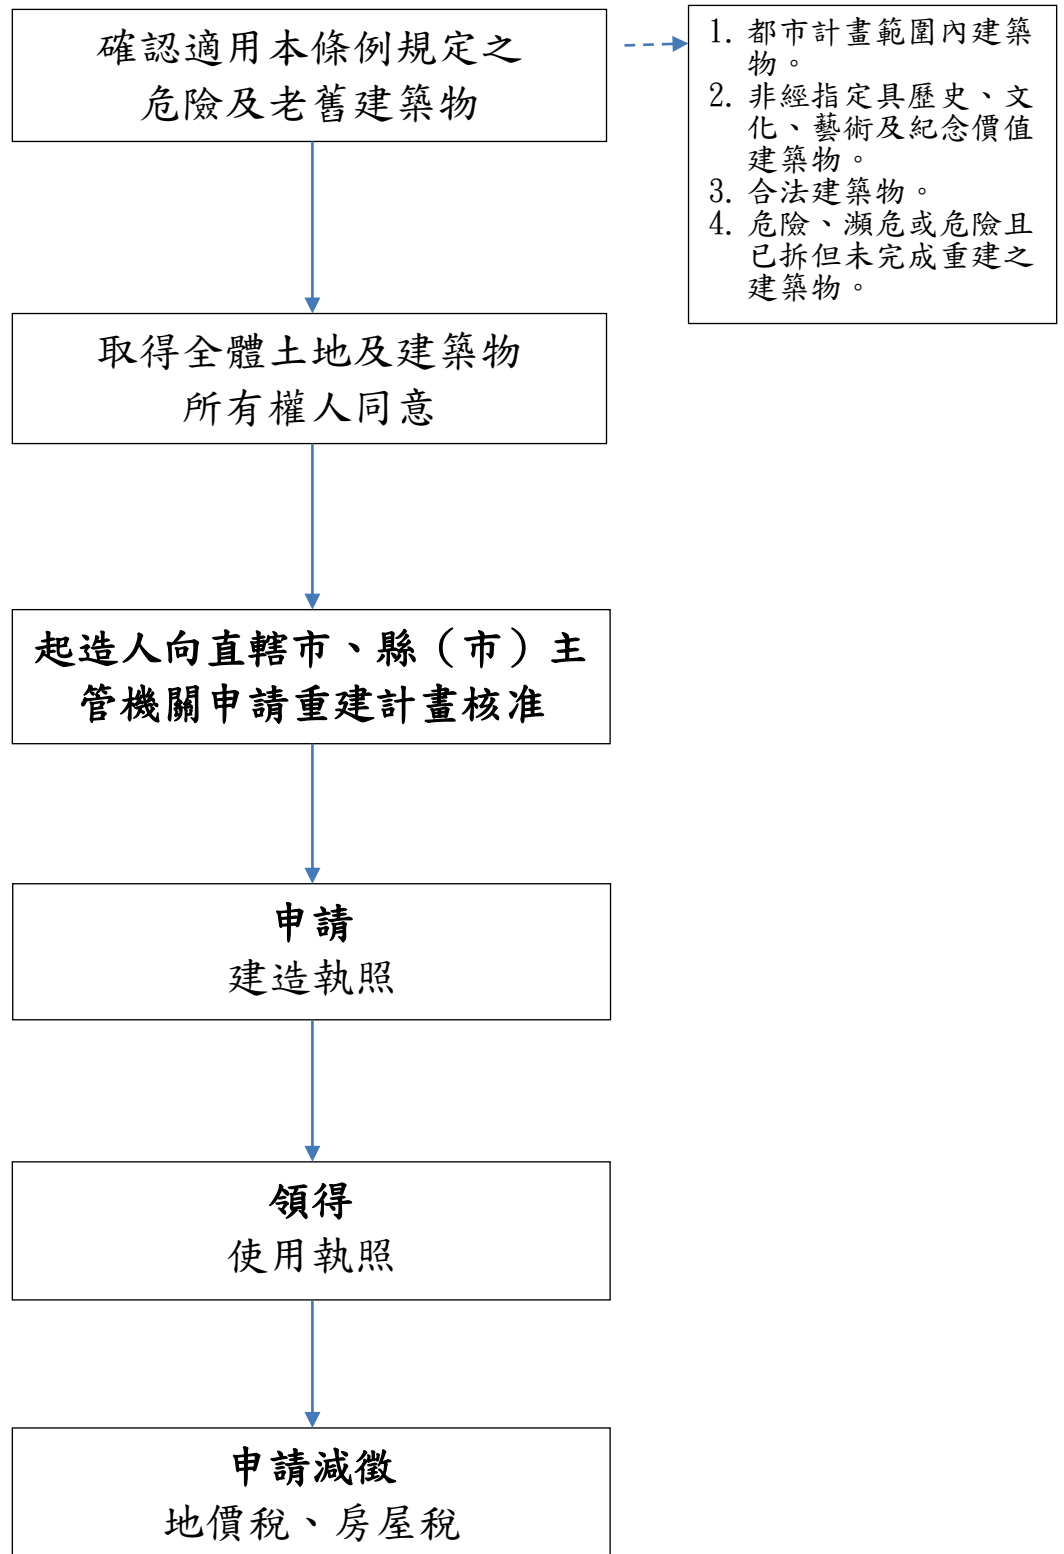 確認適用本條例規定之
危險及老舊建築物
1. 都市計畫範圍內建築
物。
2. 非經指定具歷史、文
化、藝術及紀念價值
建築物。
3. 合法建築物。
4. 危險、瀕危或危險且
已拆但未完成重建之
建築物。
取得全體土地及建築物
所有權人同意
起造人向直轄市、縣（市）主
管機關申請重建計畫核准
申請
建造執照
領得
使用執照
申請減徵
地價稅、房屋稅